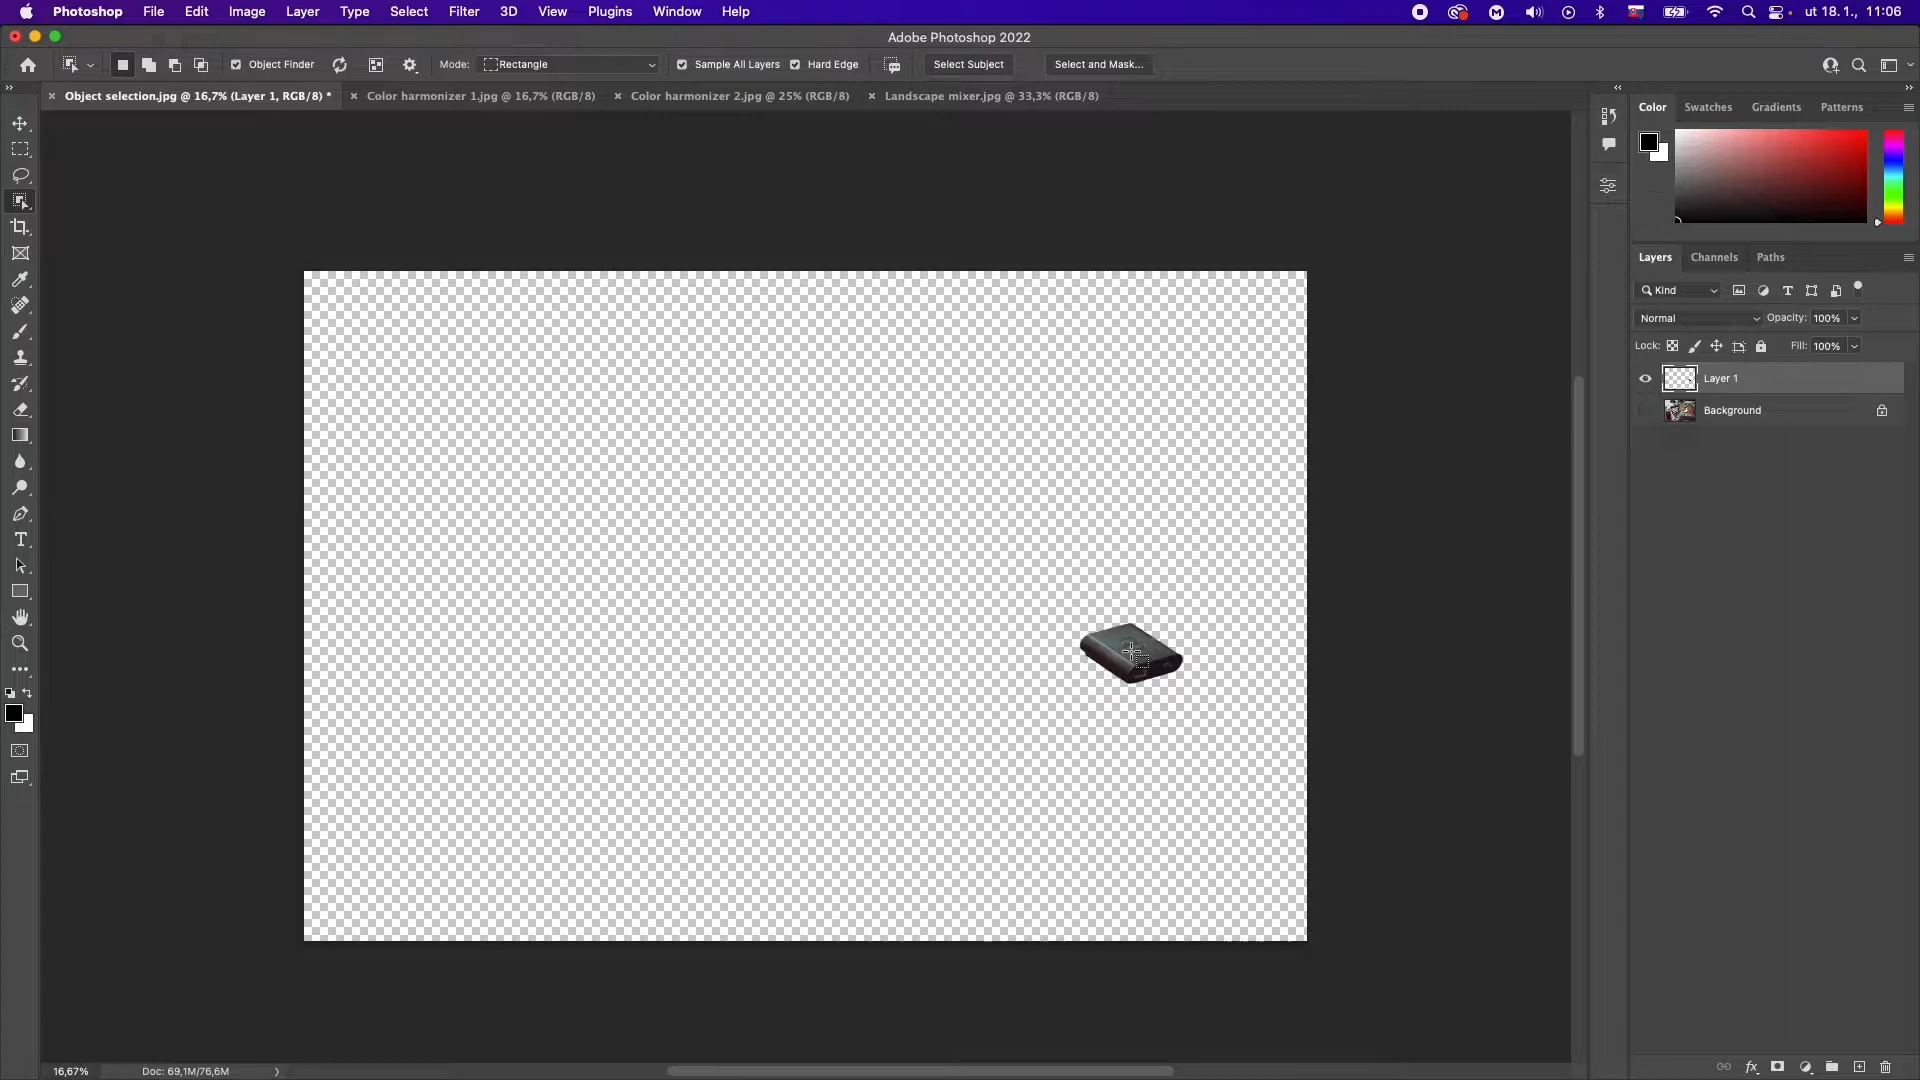 Photoshop File Edit Image Layer Type Select Filter 3D View Plugins Window Help ut 18. 1., 11:06
Adobe Photoshop 2022
Object Finder Mode: Rectangle Sample All Layers Hard Edge Select Subject Select and Mask...
Object selection.jpg @ 16,7% (Layer 1, RGB/8) * Color harmonizer 1.jpg @ 16,7% (RGB/8) Color harmonizer 2.jpg @ 25% (RGB/8) Landscape mixer.jpg @ 33,3% (RGB/8)
Color Swatches Gradients Patterns
Layers Channels Paths
Kind
Normal Opacity: 100%
Lock: Fill: 100%
Layer 1
Background
16,67% Doc: 69,1M/76,6M